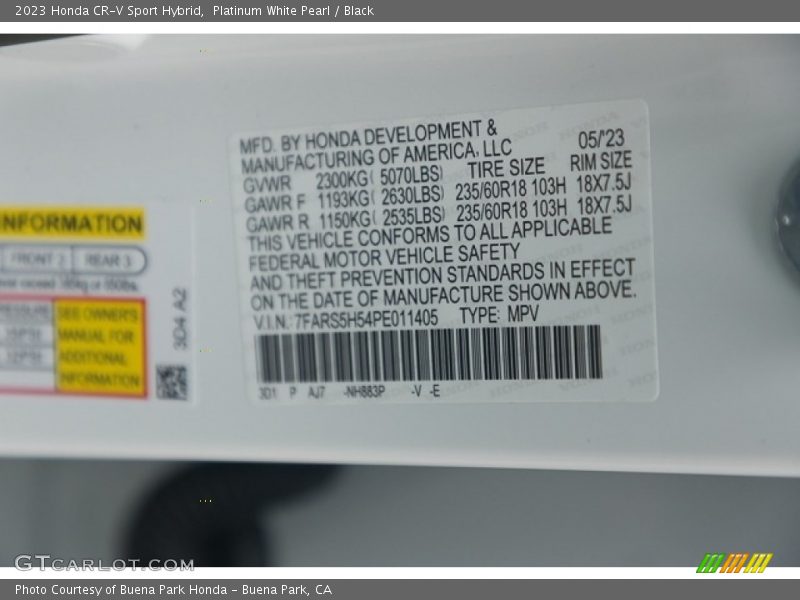 2023 Honda CR-V Sport Hybrid, Platinum White Pearl / Black
MFD. BY HONDA DEVELOPMENT &
MANUFACTURING OF AMERICA, LLC 05/'23
GVWR 2300KG( 5070LBS) TIRE SIZE RIM SIZE
GAWR F 1193KG( 2630LBS) 235/60R18 103H 18X7.5J
GAWR R 1150KG( 2535LBS) 235/60R18 103H 18X7.5J
THIS VEHICLE CONFORMS TO ALL APPLICABLE
FEDERAL MOTOR VEHICLE SAFETY
AND THEFT PREVENTION STANDARDS IN EFFECT
ON THE DATE OF MANUFACTURE SHOWN ABOVE.
V.I.N.: 7FARS5H54PE011405 TYPE: MPV
3D1 P AJ7 -NH883P -V -E
INFORMATION
FRONT 3 REAR 3
SEE OWNER'S
MANUAL FOR
ADDITIONAL
INFORMATION
3D4 A2
GTCARLOT.COM
Photo Courtesy of Buena Park Honda - Buena Park, CA